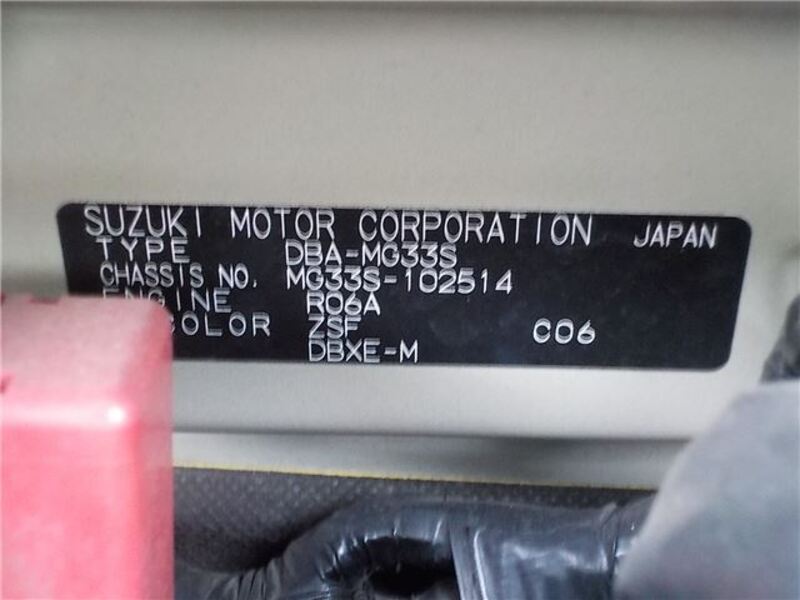 SUZUKI MOTOR CORPORATION JAPAN
TYPE DBA-MG33S
CHASSIS NO. MG33S-102514
ENGINE R06A
COLOR ZSF C06
DBXE-M